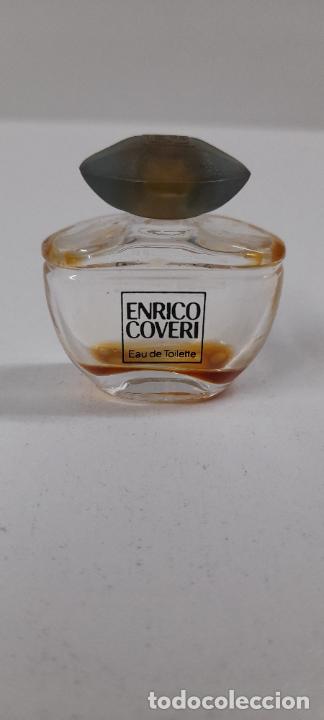 ENRICO
COVERI
Eau de Toilette
todocoleccion